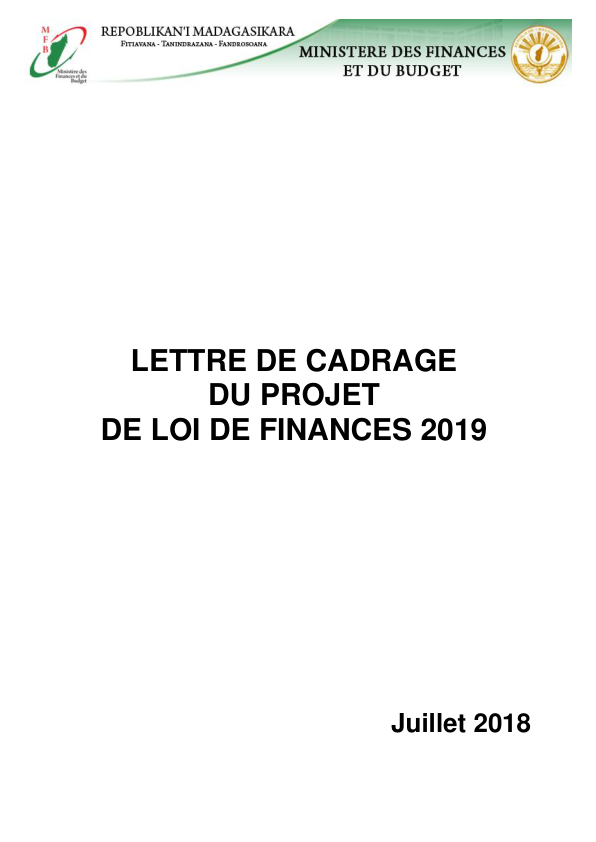 M
F
B
Ministère des
Finances et du
Budget
REPOBLIKAN'I MADAGASIKARA
FITIAVANA - TANINDRAZANA - FANDROSOANA
MINISTERE DES FINANCES
ET DU BUDGET
LETTRE DE CADRAGE
DU PROJET
DE LOI DE FINANCES 2019
Juillet 2018